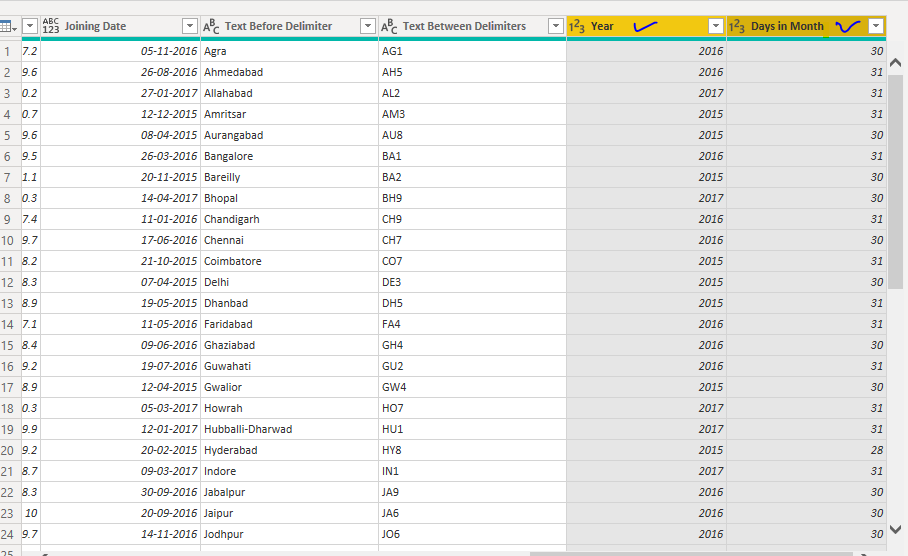 ABC 123 Joining Date ABC Text Before Delimiter ABC Text Between Delimiters 123 Year 123 Days in Month
1 7.2 05-11-2016 Agra AG1 2016 30
2 9.6 26-08-2016 Ahmedabad AH5 2016 31
3 0.2 27-01-2017 Allahabad AL2 2017 31
4 0.7 12-12-2015 Amritsar AM3 2015 31
5 9.6 08-04-2015 Aurangabad AU8 2015 30
6 9.5 26-03-2016 Bangalore BA1 2016 31
7 1.1 20-11-2015 Bareilly BA2 2015 30
8 0.3 14-04-2017 Bhopal BH9 2017 30
9 7.4 11-01-2016 Chandigarh CH9 2016 31
10 9.7 17-06-2016 Chennai CH7 2016 30
11 8.2 21-10-2015 Coimbatore CO7 2015 31
12 8.3 07-04-2015 Delhi DE3 2015 30
13 8.9 19-05-2015 Dhanbad DH5 2015 31
14 7.1 11-05-2016 Faridabad FA4 2016 31
15 8.4 09-06-2016 Ghaziabad GH4 2016 30
16 9.2 19-07-2016 Guwahati GU2 2016 31
17 8.9 12-04-2015 Gwalior GW4 2015 30
18 0.3 05-03-2017 Howrah HO7 2017 31
19 9.9 12-01-2017 Hubballi-Dharwad HU1 2017 31
20 9.2 20-02-2015 Hyderabad HY8 2015 28
21 8.7 09-03-2017 Indore IN1 2017 31
22 8.3 30-09-2016 Jabalpur JA9 2016 30
23 10 20-09-2016 Jaipur JA6 2016 30
24 9.7 14-11-2016 Jodhpur JO6 2016 30
25